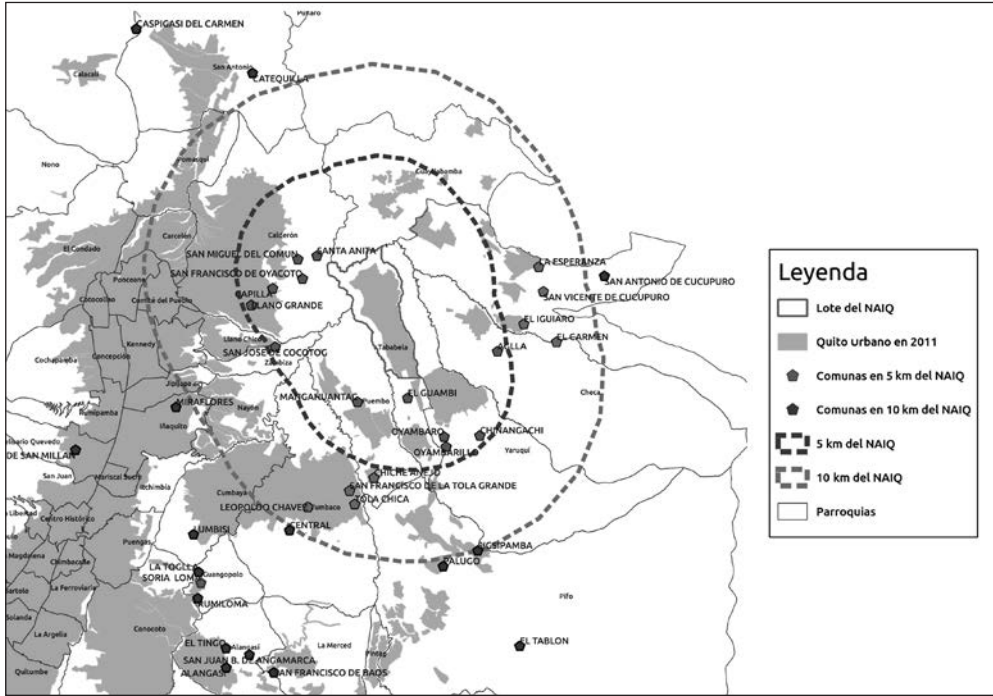 CASPIGASI DEL CARMEN
Puéllaro
San Antonio
CATEQUILLA
Calacalí
Nono
Pomasqui
Guayllabamba
El Condado
Carcelén
Calderón
SAN MIGUEL DEL COMUN
SANTA ANITA
SAN FRANCISCO DE OYACOTO
LA ESPERANZA
SAN ANTONIO DE CUCUPURO
Ponceano
CAPILLA
SAN VICENTE DE CUCUPURO
Cotocollao
Comité del Pueblo
LLANO GRANDE
EL IGUIARO
Kennedy
Llano Chico
EL CARMEN
Cochapamba
Concepción
SAN JOSE DE COCOTOG
Tababela
Zámbiza
Jipijapa
MANGAHUANTAG
Puembo
EL GUAMBI
Checa
Rumipamba
MIRAFLORES
Nayón
Iñaquito
OYAMBARO
CHINANGACHI
OYAMBARILLO
Yaruquí
DE SAN MILLAN
San Juan
Mariscal Sucre
CHICHE ANEJO
Itchimbía
Cumbaya
SAN FRANCISCO DE LA TOLA GRANDE
TOLA CHICA
LEOPOLDO CHAVEZ
Tumbaco
Centro Histórico
LUMBISI
CENTRAL
Puengasí
PALUGO
Chimbacalle
LA TOGLLA
SORIA LOMA
Guangopolo
La Ferroviaria
RUMILOMA
Pifo
La Argelia
Conocoto
EL TINGO
Alangasí
La Merced
EL TABLON
Pintag
SAN JUAN B. DE ANGAMARCA
Quitumbe
ALANGASI
SAN FRANCISCO DE BAÑOS
Leyenda
Lote del NAIQ
Quito urbano en 2011
Comunas en 5 km del NAIQ
Comunas en 10 km del NAIQ
5 km del NAIQ
10 km del NAIQ
Parroquias